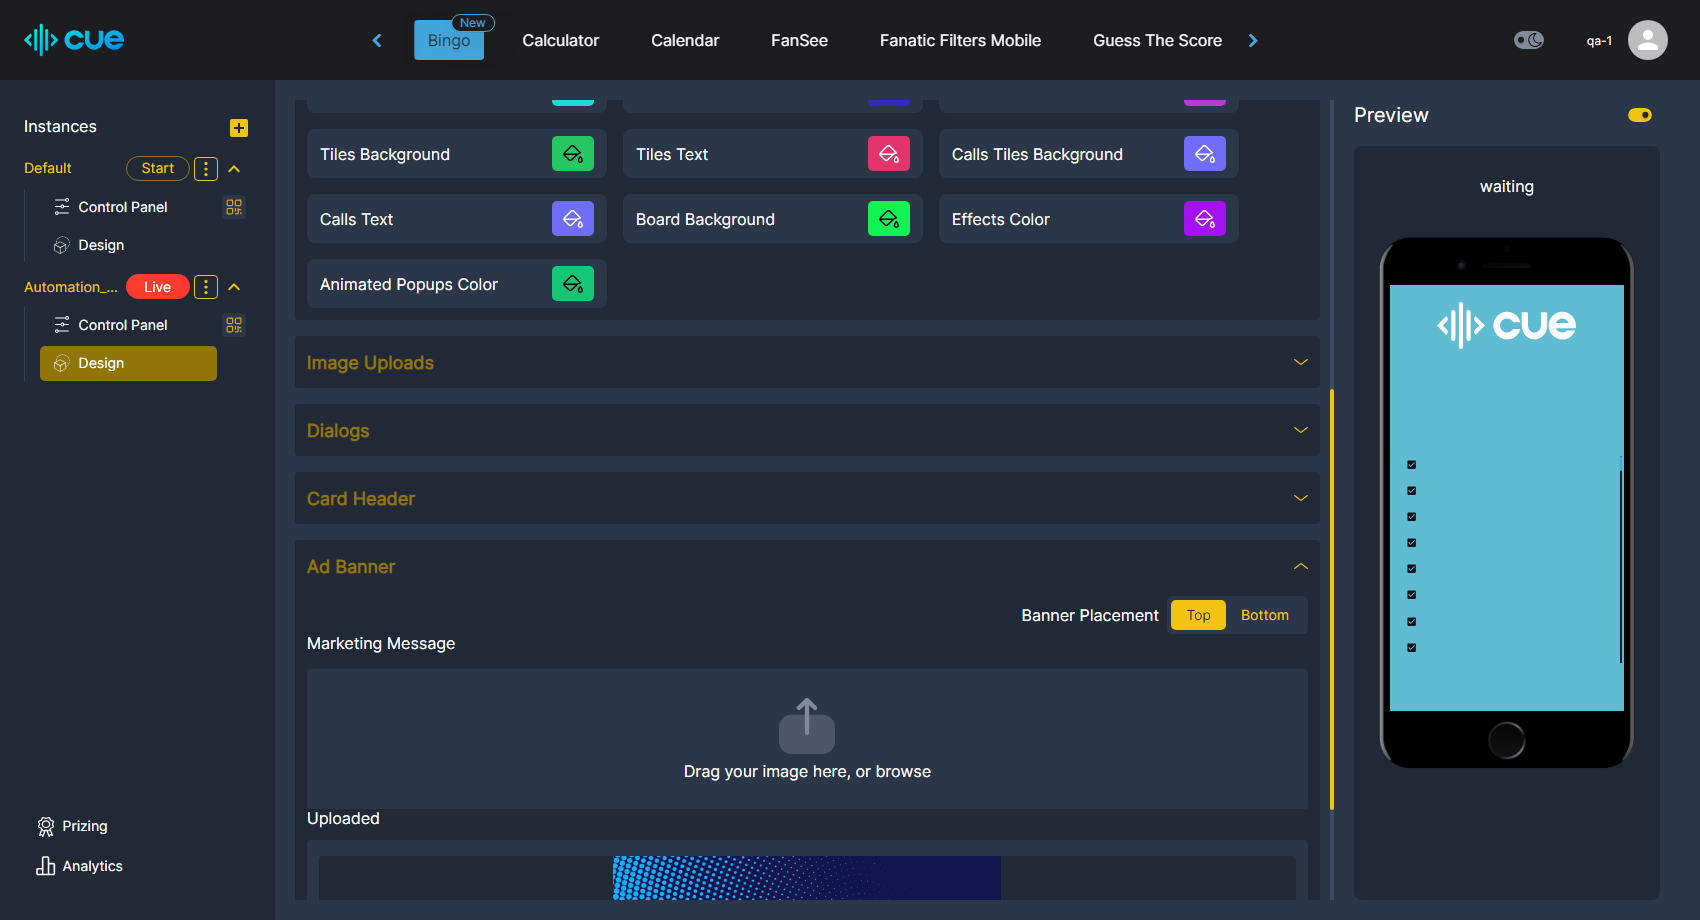 cue
New
Bingo
Calculator
Calendar
FanSee
Fanatic Filters Mobile
Guess The Score
qa-1
Instances
Default
Start
Control Panel
Design
Automation_...
Live
Control Panel
Design
Prizing
Analytics
Tiles Background
Tiles Text
Calls Tiles Background
Calls Text
Board Background
Effects Color
Animated Popups Color
Image Uploads
Dialogs
Card Header
Ad Banner
Banner Placement
Top
Bottom
Marketing Message
Drag your image here, or browse
Uploaded
Preview
waiting
cue